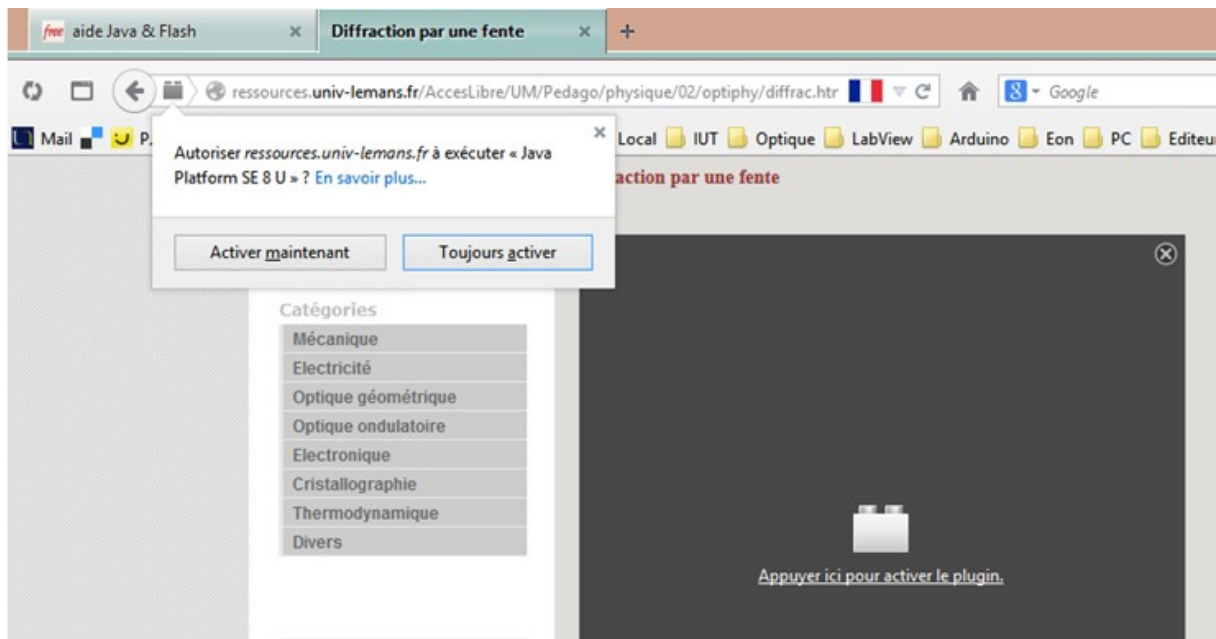 free aide Java & Flash
Diffraction par une fente
ressources.univ-lemans.fr/AccesLibre/UM/Pedago/physique/02/optiphy/diffrac.htr
Google
Mail
P.
Local
IUT
Optique
LabView
Arduino
Eon
PC
Editeu
Autoriser ressources.univ-lemans.fr à exécuter « Java
Platform SE 8 U » ? En savoir plus...
Activer maintenant
Toujours activer
action par une fente
Catégories
Mécanique
Electricité
Optique géométrique
Optique ondulatoire
Electronique
Cristallographie
Thermodynamique
Divers
Appuyer ici pour activer le plugin.